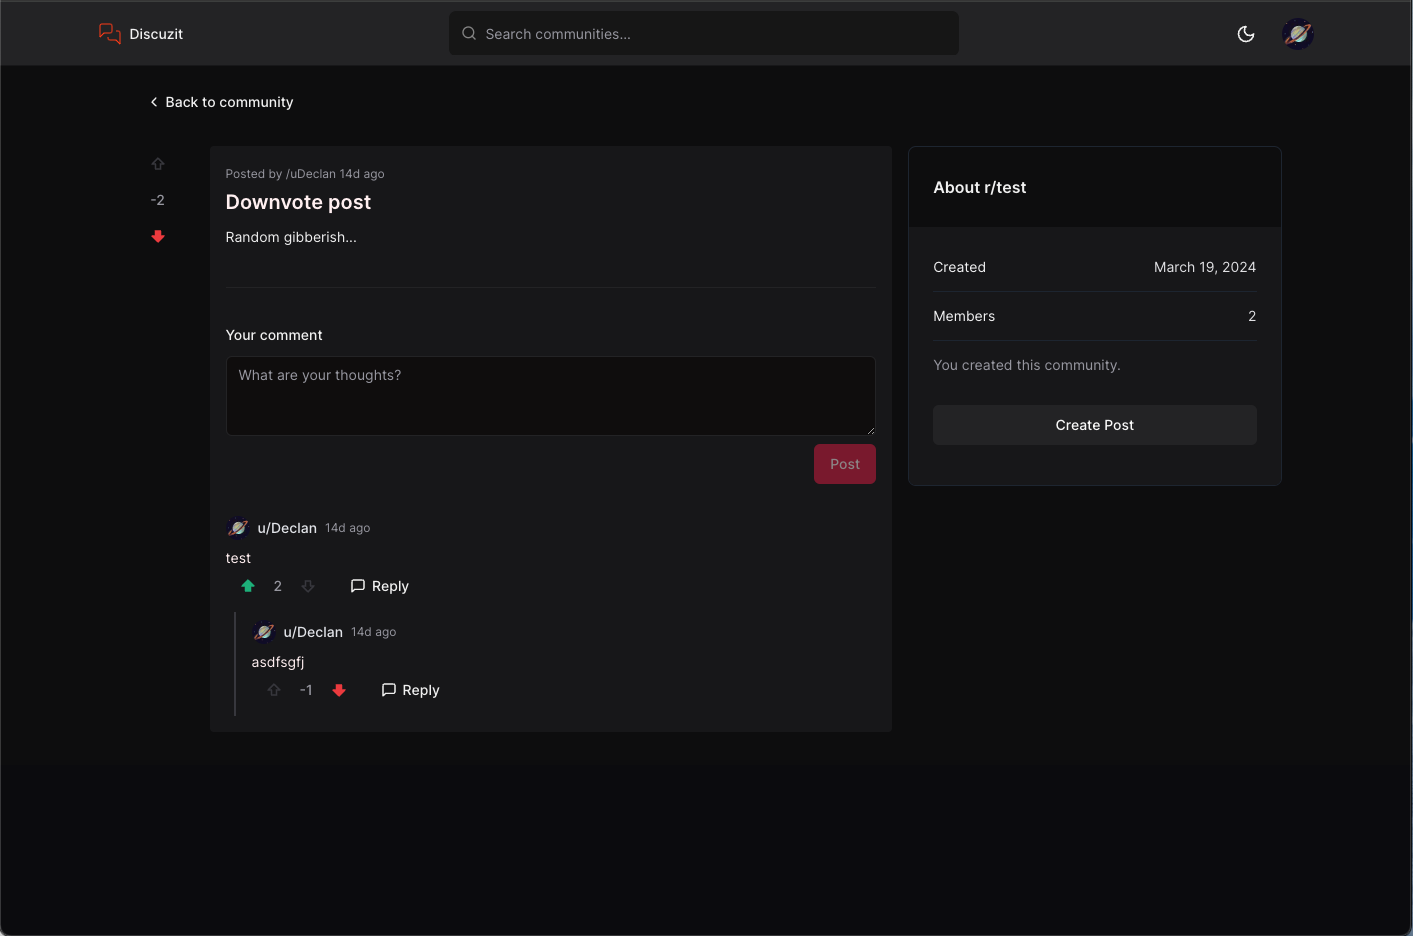 Discuzit
Search communities...
Back to community
-2
Posted by /uDeclan 14d ago
Downvote post
Random gibberish...
Your comment
What are your thoughts?
Post
u/Declan 14d ago
test
2 Reply
u/Declan 14d ago
asdfsgfj
-1 Reply
About r/test
Created March 19, 2024
Members 2
You created this community.
Create Post